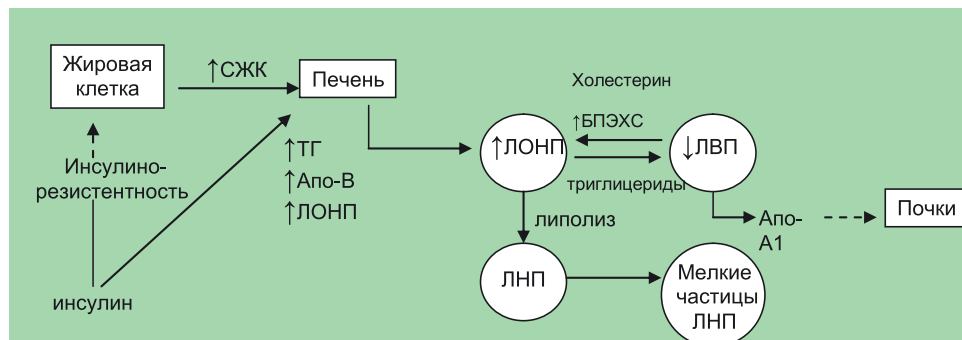 Жировая
клетка
↑СЖК
Печень
Холестерин
↑БПЭХС
↑ЛОНП
↓ЛВП
триглицериды
Инсулино-
резистентность
↑ТГ
↑Апо-В
↑ЛОНП
липолиз
Апо-
А1
Почки
инсулин
ЛНП
Мелкие
частицы
ЛНП